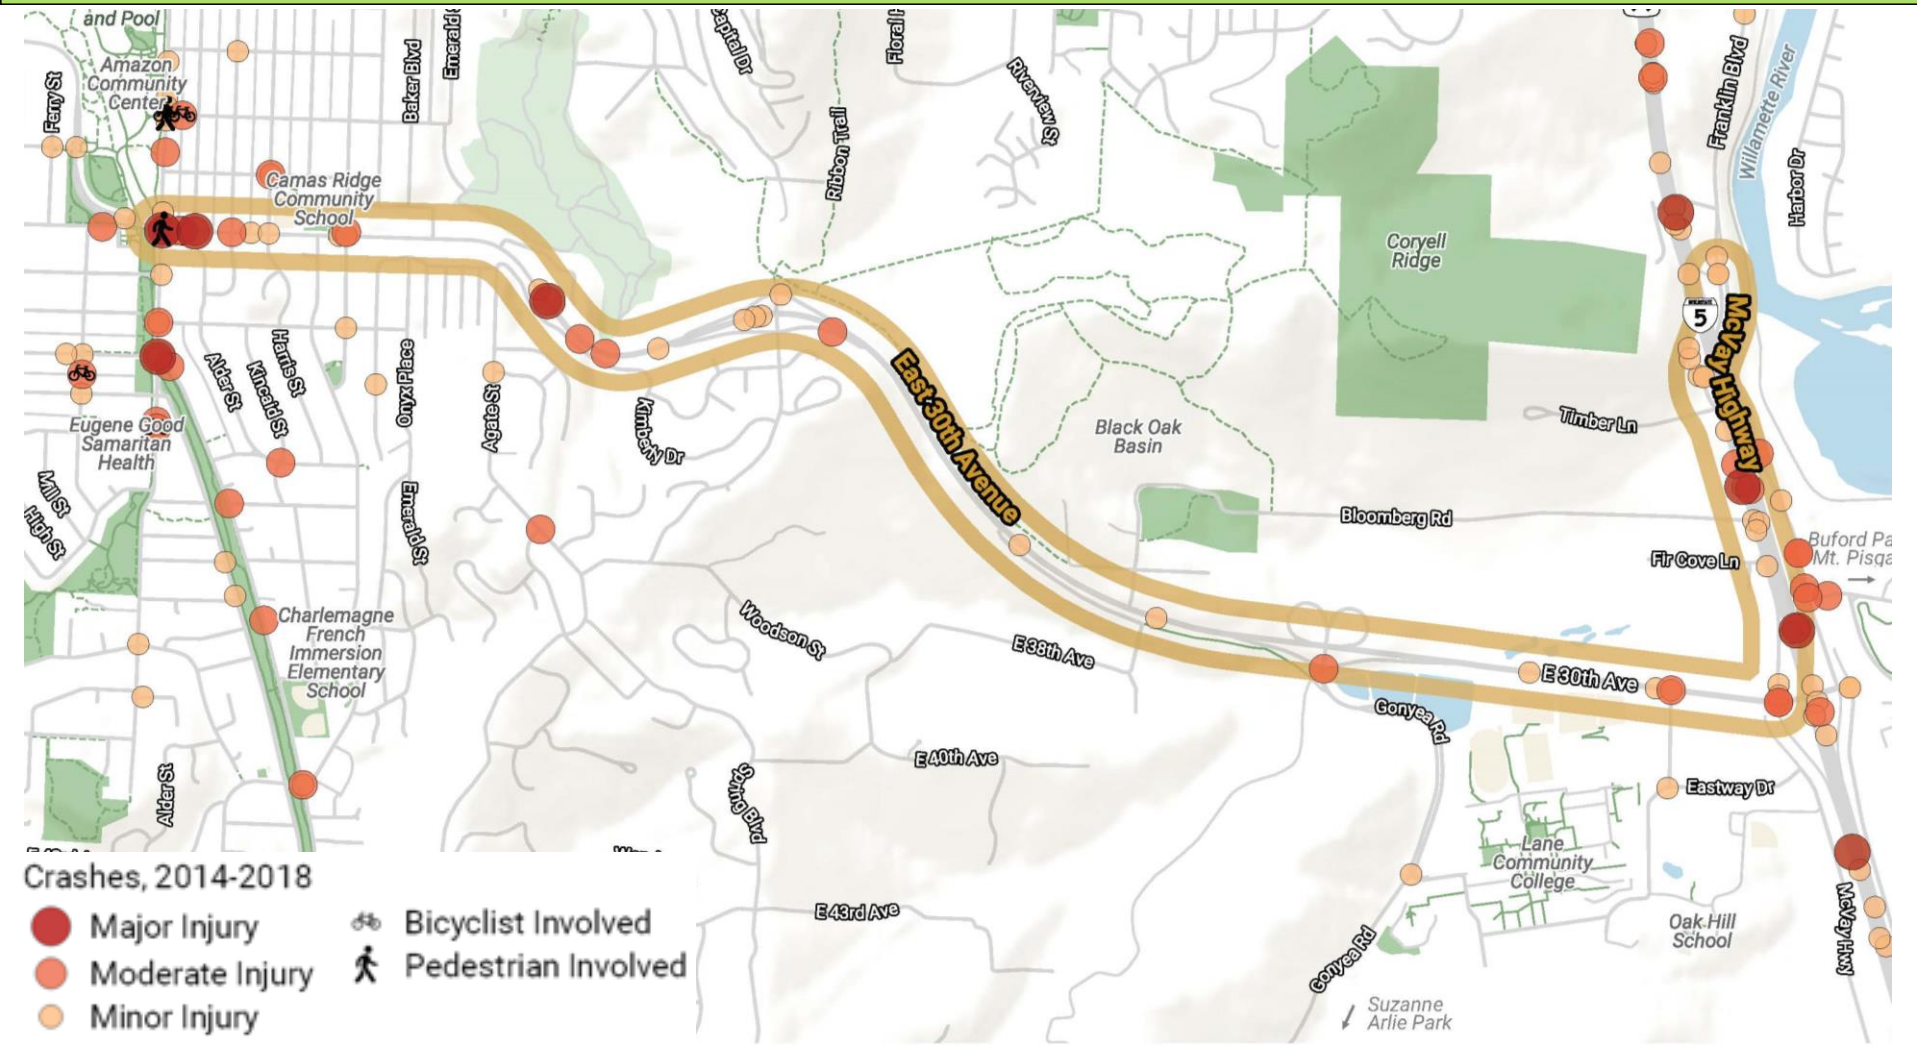 and Pool
Amazon
Community
Center
Ferry St
Baker Blvd
Capital Dr
Ribbon Trail
Riverview St
Franklin Blvd
Willamette River
Harbor Dr
Camas Ridge
Community
School
Coryell
Ridge
5
McVay Highway
Harris St
Kincaid St
Alder St
Onyx Place
Agate St
Kimberly Dr
East 30th Avenue
Black Oak
Basin
Timber Ln
Eugene Good
Samaritan
Health
Mill St
High St
Emerald St
Bloomberg Rd
Fir Cove Ln
Buford Pa
Mt. Pisga
Charlemagne
French
Immersion
Elementary
School
Woodson St
E 38th Ave
E 30th Ave
Gonyea Rd
E 40th Ave
Spring Blvd
Alder St
Eastway Dr
Lane
Community
College
E 43rd Ave
Oak Hill
School
McVay Hwy
Gonyea Rd
Suzanne
Arlie Park
Crashes, 2014-2018
Major Injury
Moderate Injury
Minor Injury
Bicyclist Involved
Pedestrian Involved